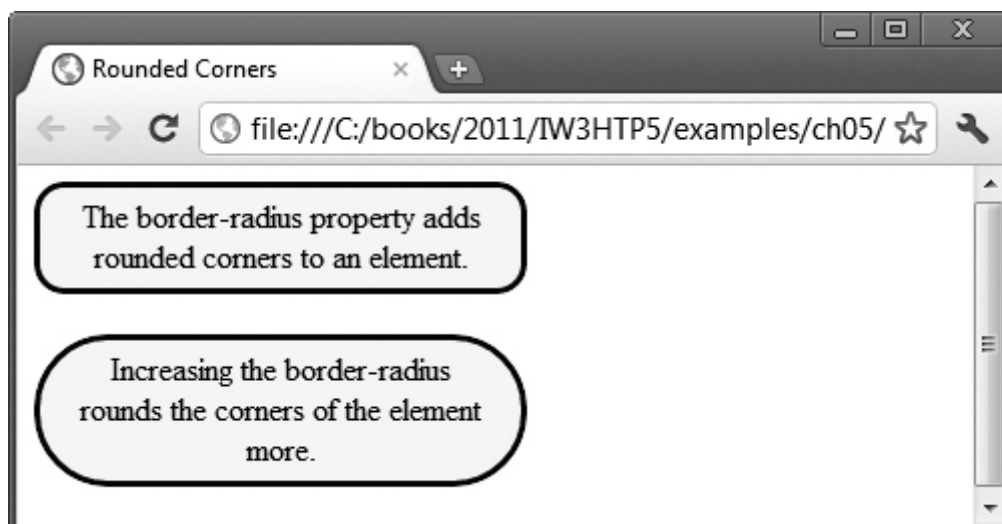 Rounded Corners
file:///C:/books/2011/IW3HTP5/examples/ch05/
The border-radius property adds
rounded corners to an element.
Increasing the border-radius
rounds the corners of the element
more.